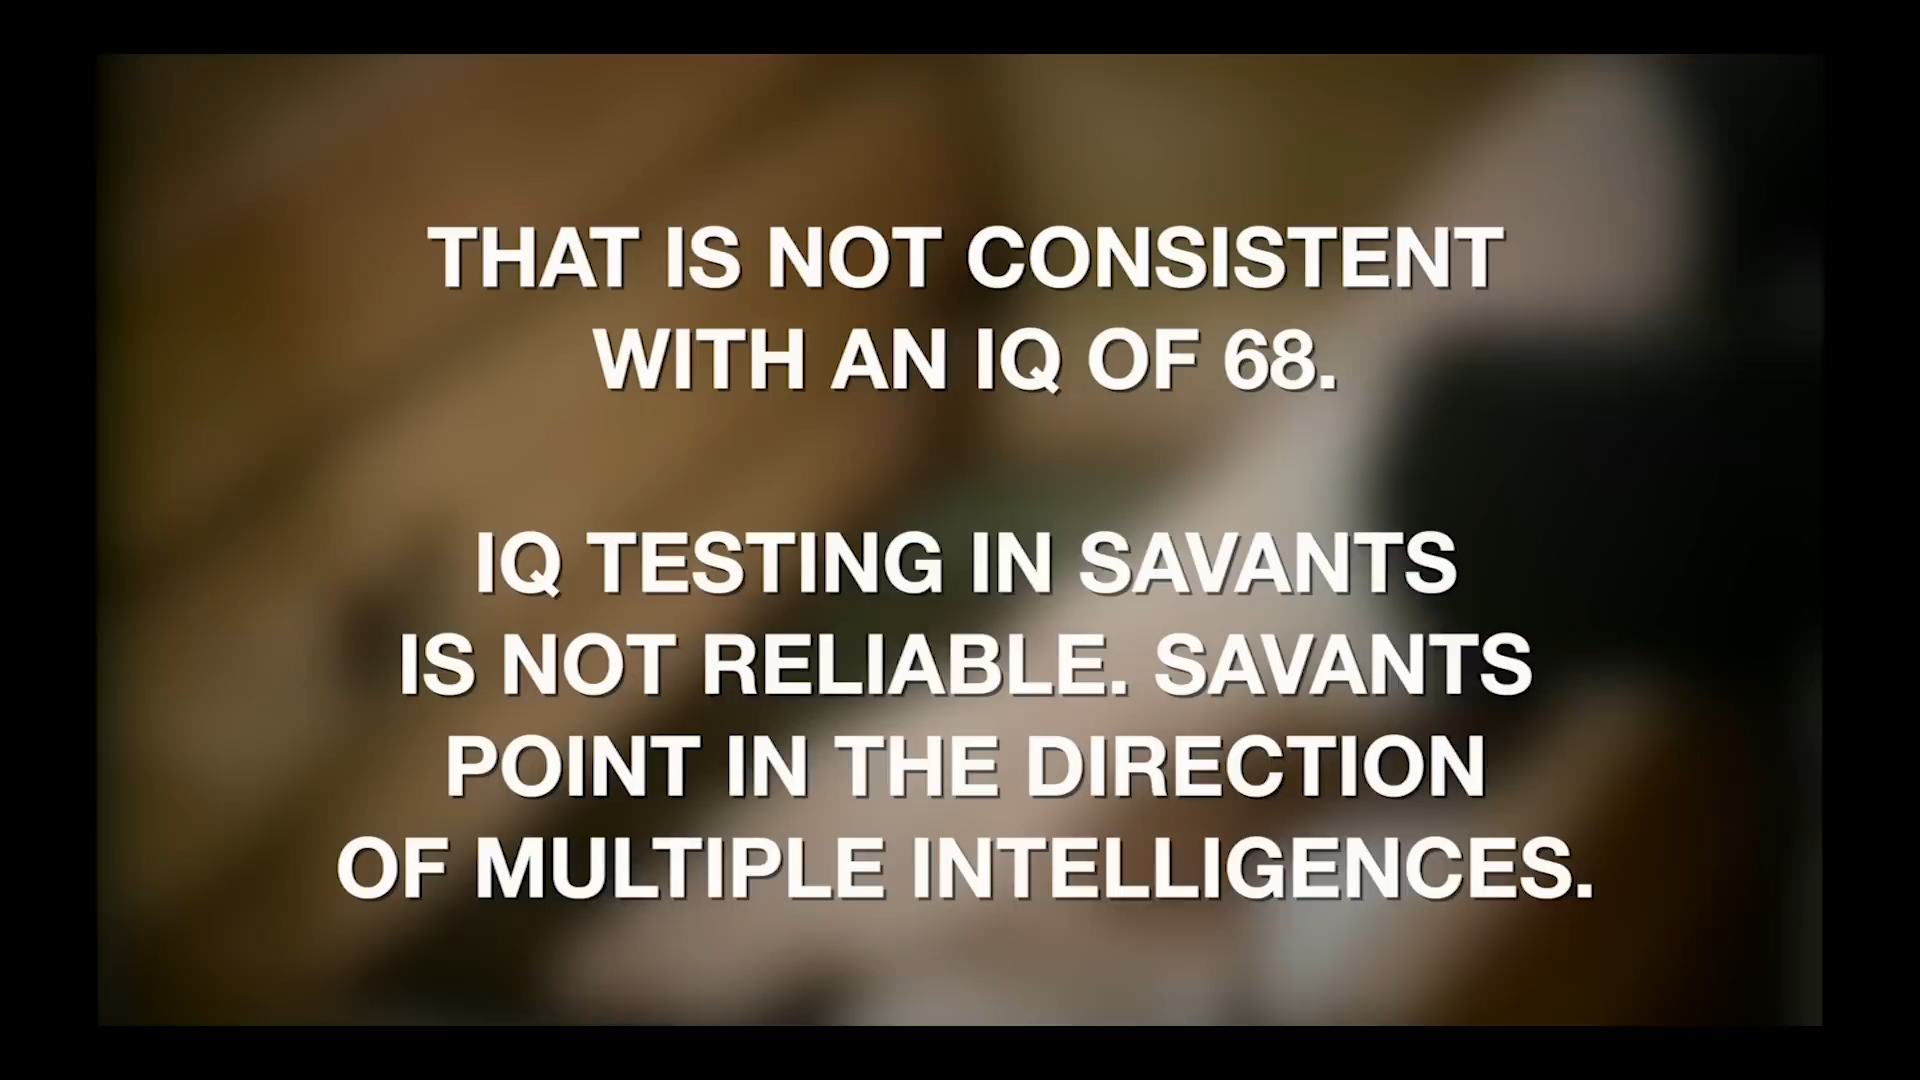 THAT IS NOT CONSISTENT
WITH AN IQ OF 68.
IQ TESTING IN SAVANTS
IS NOT RELIABLE. SAVANTS
POINT IN THE DIRECTION
OF MULTIPLE INTELLIGENCES.